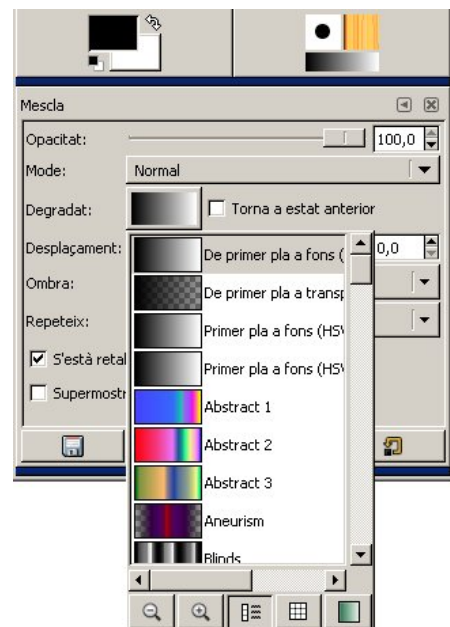 Mescla
Opacitat: 100,0
Mode: Normal
Degradat: Torna a estat anterior
Desplaçament: 0,0
De primer pla a fons (
Ombra:
De primer pla a transp
Repeteix:
Primer pla a fons (HSV
S'està retal
Primer pla a fons (HSV
Supermostr
Abstract 1
Abstract 2
Abstract 3
Aneurism
Blinds